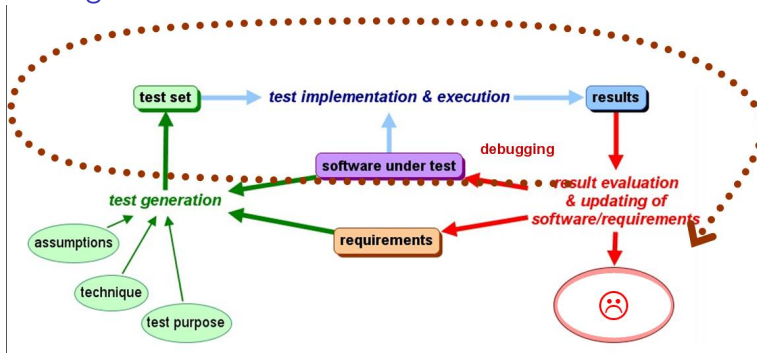 test set
test implementation & execution
results
debugging
software under test
result evaluation
& updating of
software/requirements
test generation
requirements
assumptions
technique
test purpose